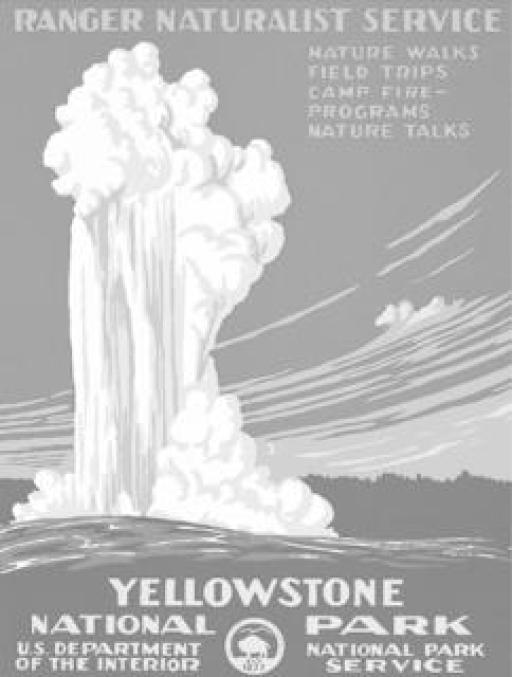 RANGER NATURALIST SERVICE
NATURE WALKS
FIELD TRIPS
CAMP FIRE-
PROGRAMS
NATURE TALKS
YELLOWSTONE
NATIONAL PARK
U.S. DEPARTMENT
OF THE INTERIOR
NATIONAL PARK
SERVICE